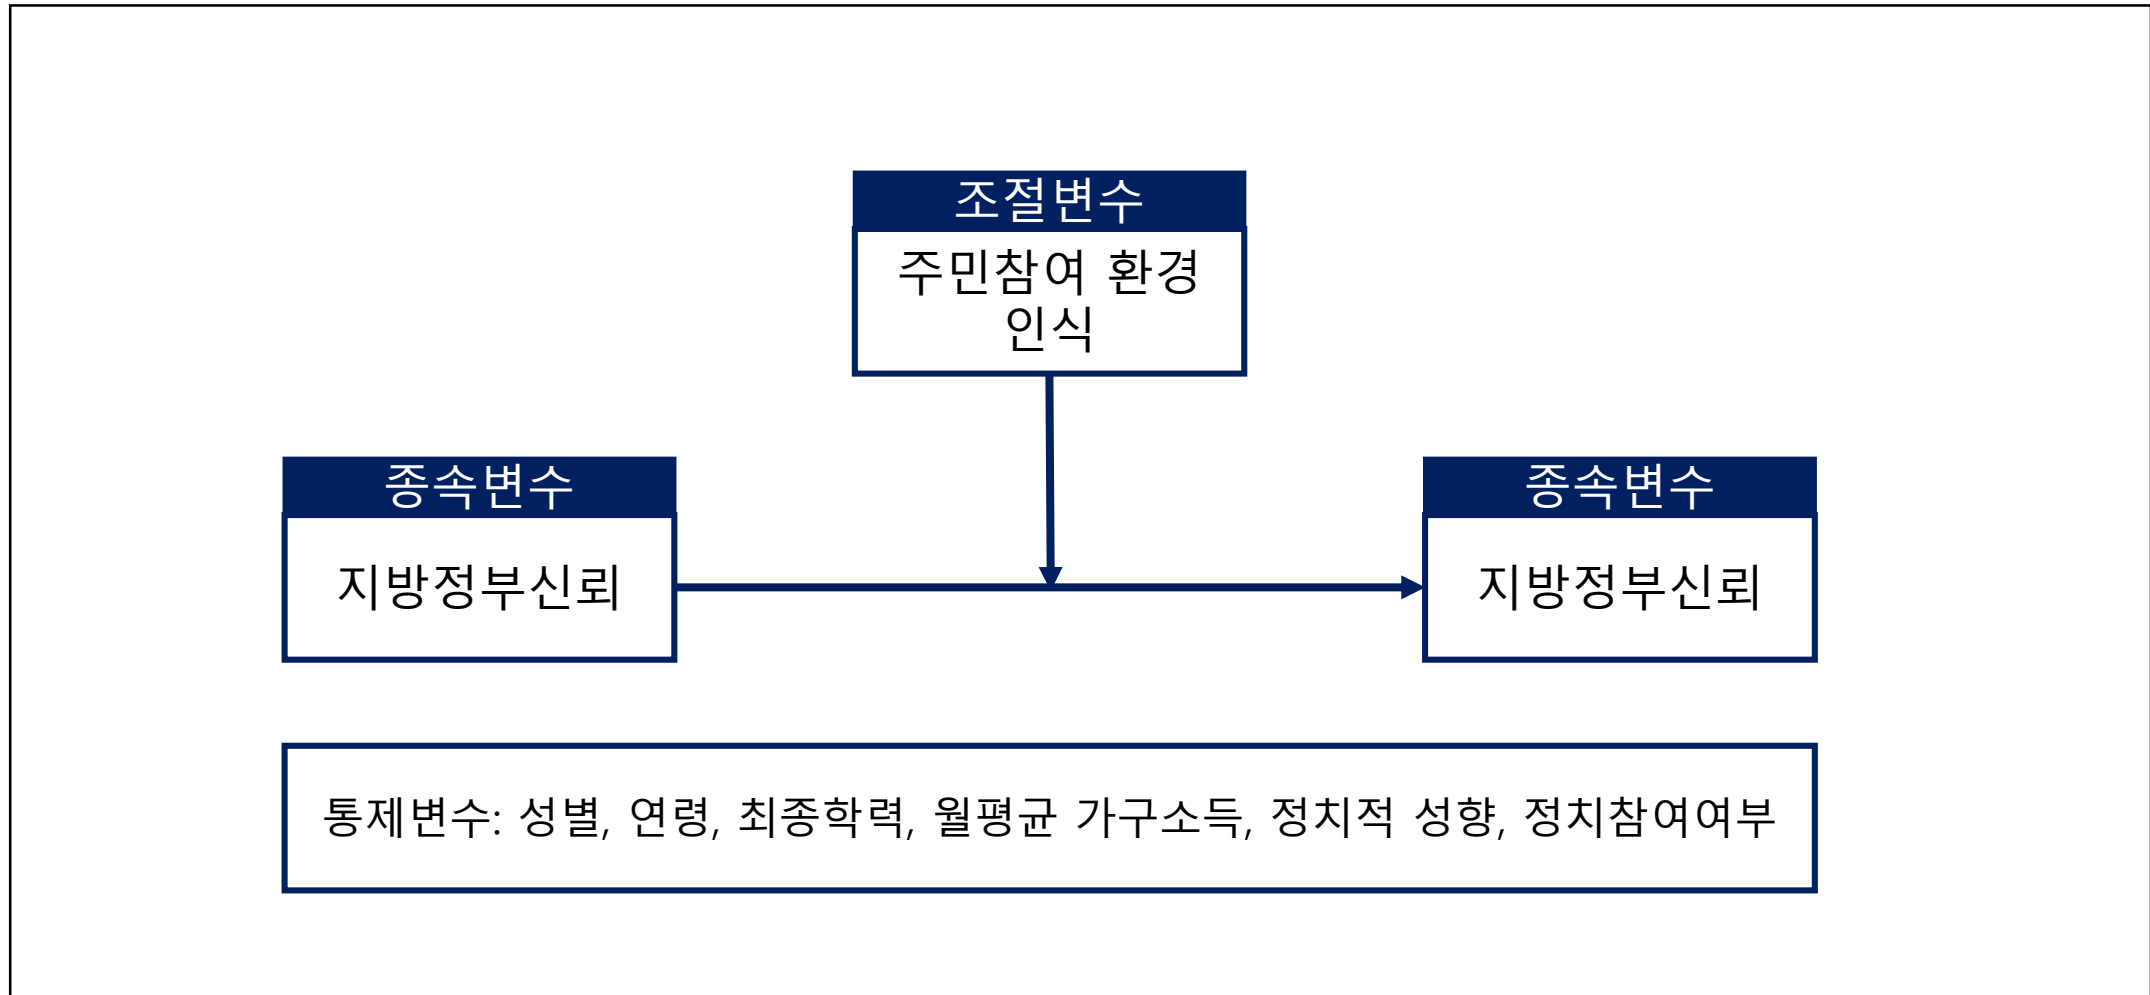 조절변수
주민참여 환경
인식
종속변수
지방정부신뢰
종속변수
지방정부신뢰
통제변수: 성별, 연령, 최종학력, 월평균 가구소득, 정치적 성향, 정치참여여부